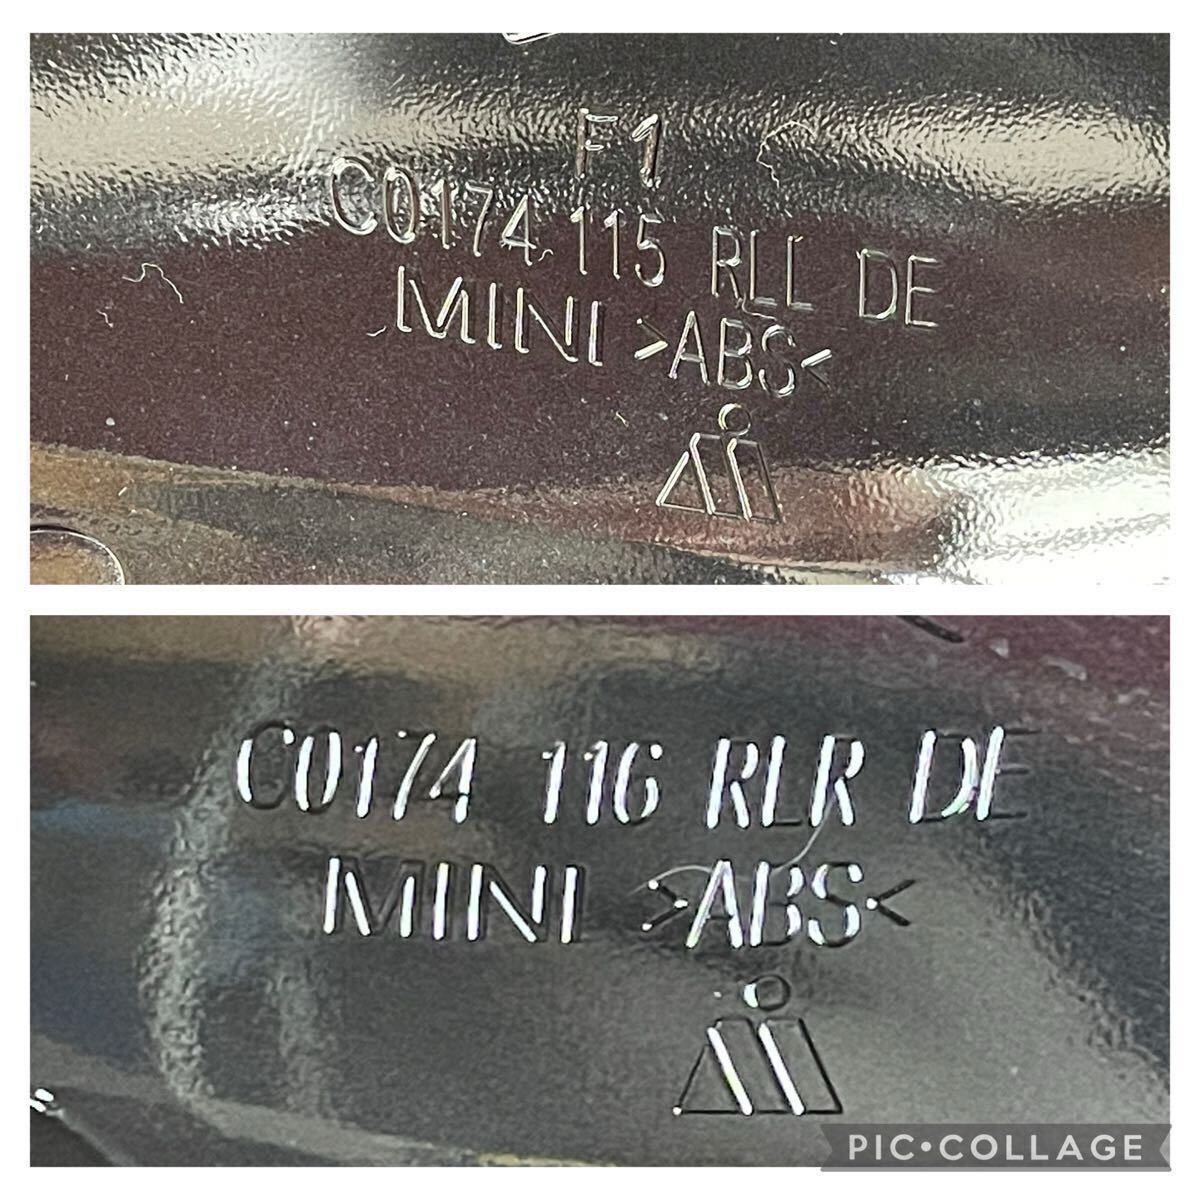 F1
C0174 115 RLL DE
MINI >ABS<
C0174 116 RLR DE
MINI >ABS<
PIC•COLLAGE